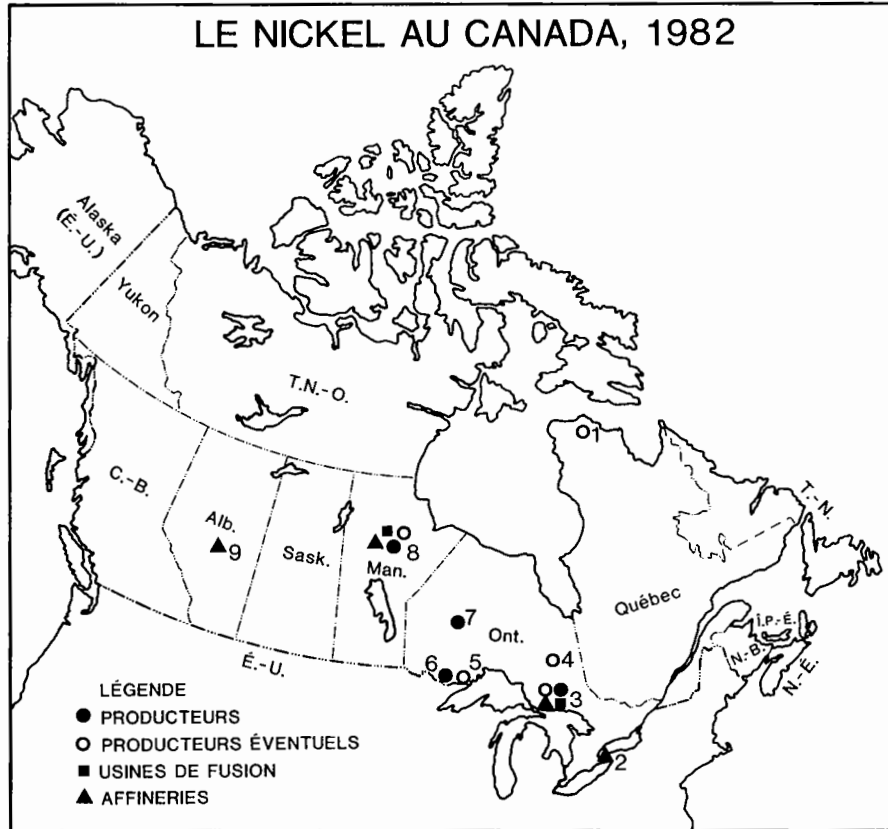 LE NICKEL AU CANADA, 1982
Alaska
(É.-U.)
Yukon
T.N.-O.
C.-B.
Alb.
9
Sask.
8
Man.
1
T.-N.
Québec
Î.P.-É.
N.-B.
N.-É.
7
Ont.
4
6
5
3
2
É.-U.
LÉGENDE
PRODUCTEURS
PRODUCTEURS ÉVENTUELS
USINES DE FUSION
AFFINERIES